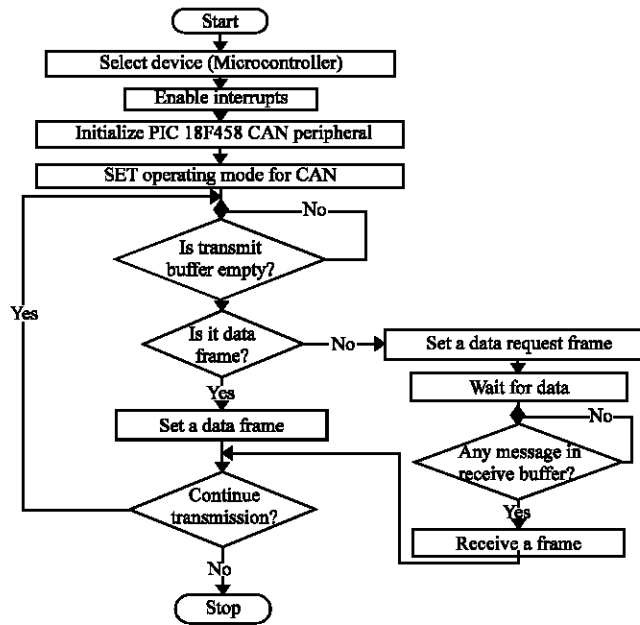 Start
Select device (Microcontroller)
Enable interrupts
Initialize PIC 18F458 CAN peripheral
SET operating mode for CAN
No
Is transmit
buffer empty?
Yes
Is it data
frame?
No
Set a data request frame
Wait for data
Yes
Set a data frame
No
Any message in
receive buffer?
Yes
Continue
transmission?
Receive a frame
No
Stop